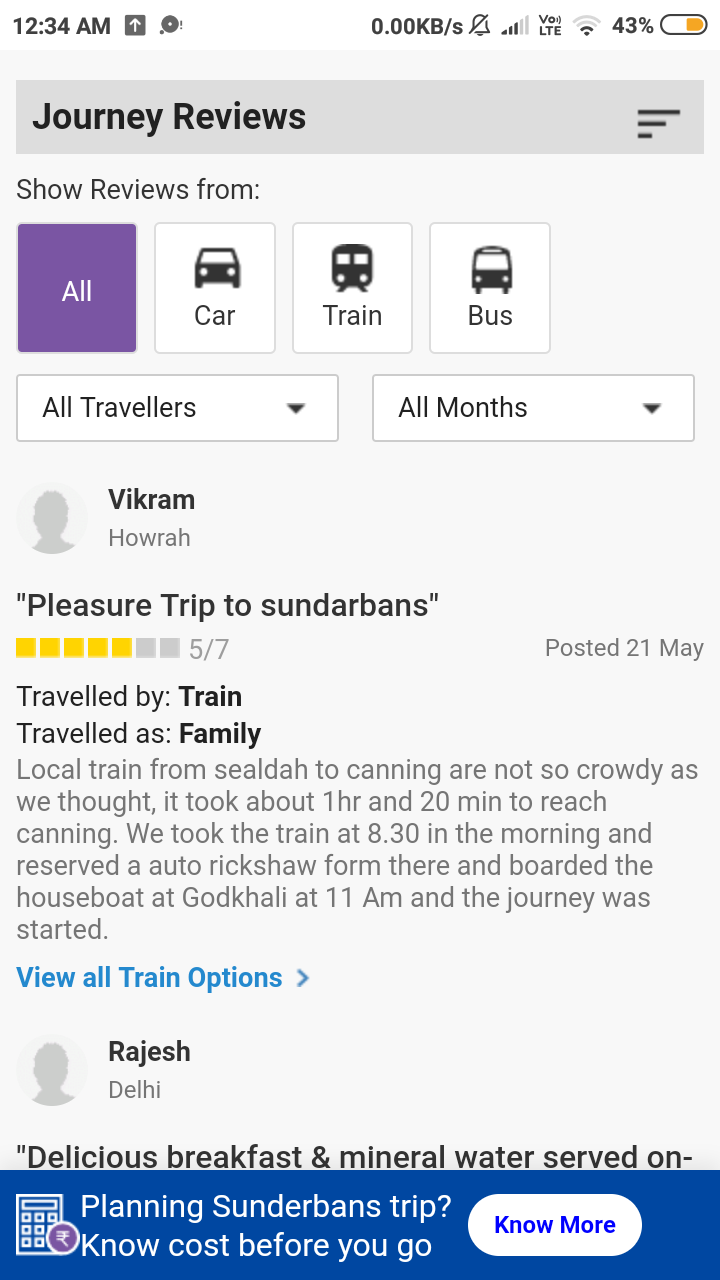 12:34 AM 0.00KB/s VoLTE 43%
Journey Reviews
Show Reviews from:
All
Car
Train
Bus
All Travellers
All Months
Vikram
Howrah
"Pleasure Trip to sundarbans"
5/7 Posted 21 May
Travelled by: Train
Travelled as: Family
Local train from sealdah to canning are not so crowdy as
we thought, it took about 1hr and 20 min to reach
canning. We took the train at 8.30 in the morning and
reserved a auto rickshaw form there and boarded the
houseboat at Godkhali at 11 Am and the journey was
started.
View all Train Options
Rajesh
Delhi
"Delicious breakfast & mineral water served on-
₹
Planning Sunderbans trip?
Know cost before you go
Know More